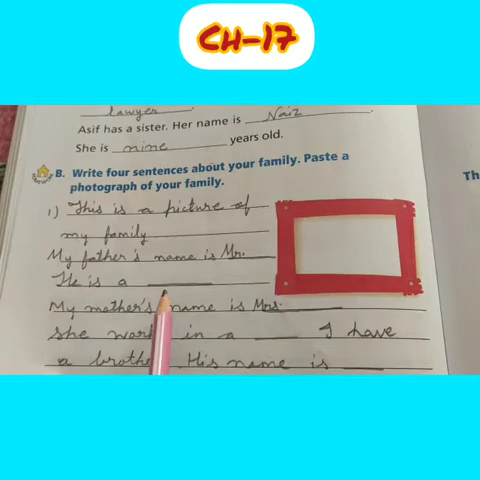 CH-17
lawyer.
Asif has a sister. Her name is Naiz.
She is nine years old.
B. Write four sentences about your family. Paste a
photograph of your family.
Th
1) This is a picture of
my family
My father's name is Mr.
He is a
My mother's name is Mrs.
She work in a I have
a brothe . His name is